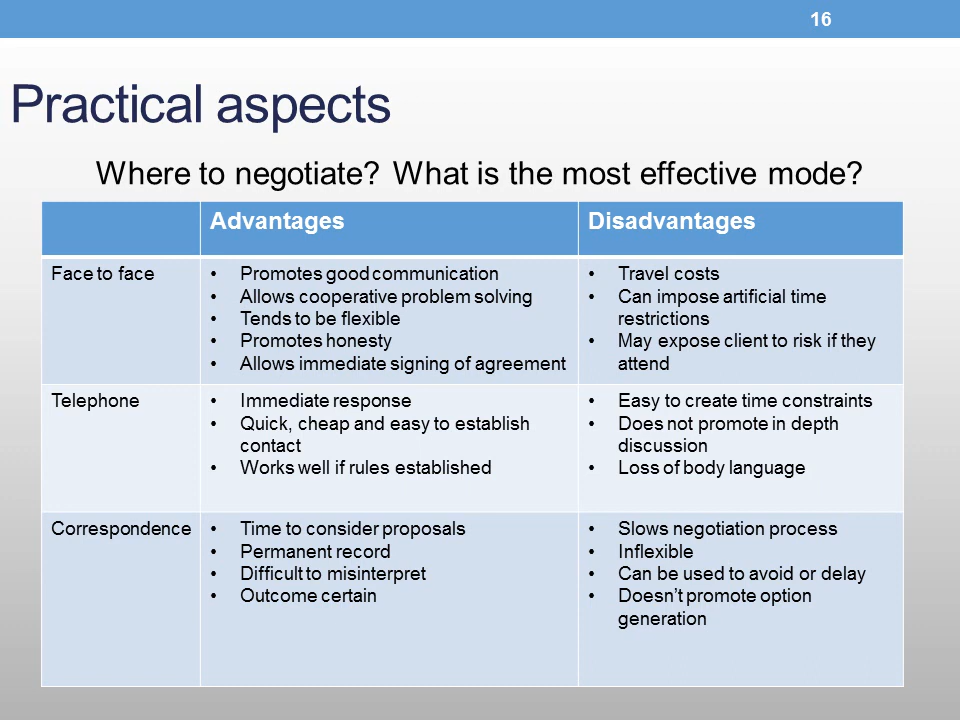 16
Practical aspects
Where to negotiate? What is the most effective mode?
Advantages
Disadvantages
Face to face
• Promotes good communication
• Allows cooperative problem solving
• Tends to be flexible
• Promotes honesty
• Allows immediate signing of agreement
• Travel costs
• Can impose artificial time
restrictions
• May expose client to risk if they
attend
Telephone
• Immediate response
• Quick, cheap and easy to establish
contact
• Works well if rules established
• Easy to create time constraints
• Does not promote in depth
discussion
• Loss of body language
Correspondence
• Time to consider proposals
• Permanent record
• Difficult to misinterpret
• Outcome certain
• Slows negotiation process
• Inflexible
• Can be used to avoid or delay
• Doesn’t promote option
generation